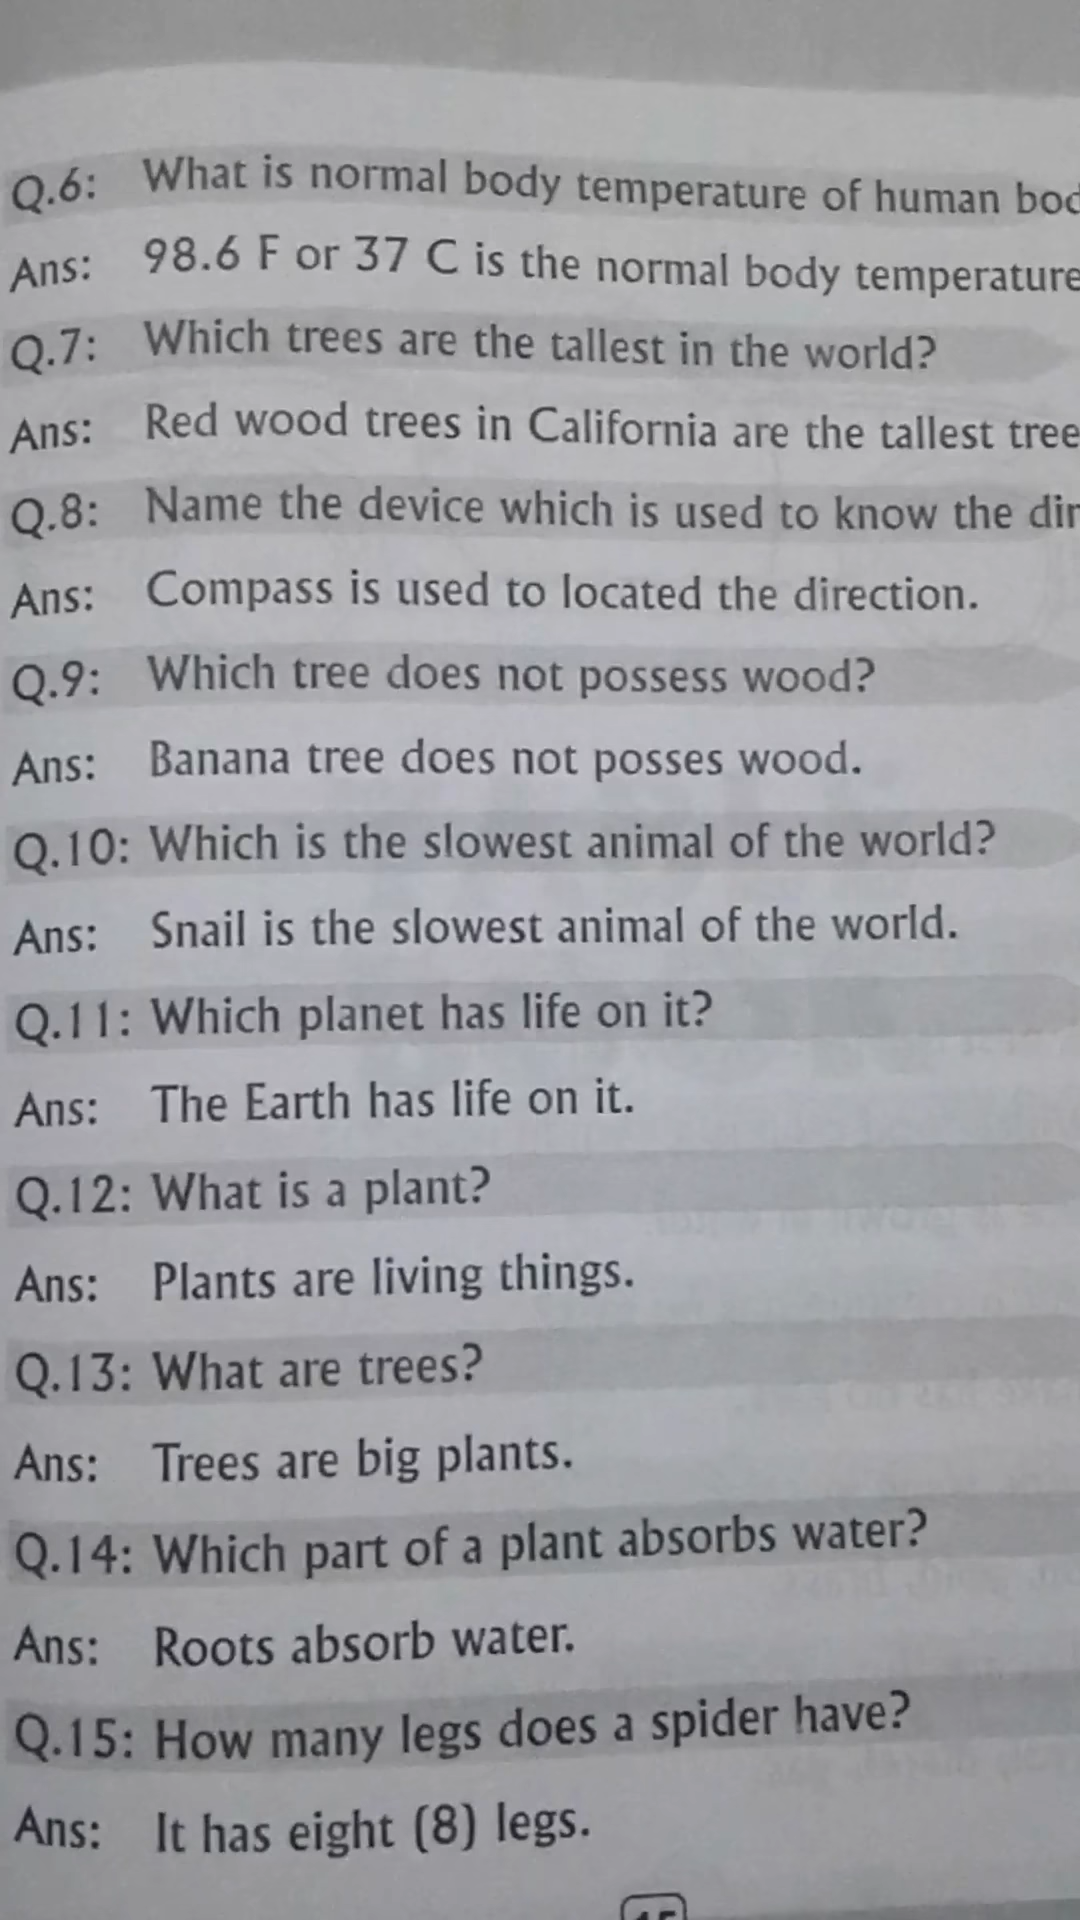 Q.6: What is normal body temperature of human
Ans: 98.6 F or 37 C is the normal body temperature
Q.7: Which trees are the tallest in the world?
Ans: Red wood trees in California are the tallest tree
Q.8: Name the device which is used to know the
Ans: Compass is used to located the direction.
Q.9: Which tree does not possess wood?
Ans: Banana tree does not posses wood.
Q.10: Which is the slowest animal of the world?
Ans: Snail is the slowest animal of the world.
Q.11: Which planet has life on it?
Ans: The Earth has life on it.
Q.12: What is a plant?
Ans: Plants are living things.
Q.13: What are trees?
Ans: Trees are big plants.
Q.14: Which part of a plant absorbs water?
Ans: Roots absorb water.
Q.15: How many legs does a spider have?
Ans: It has eight (8) legs.